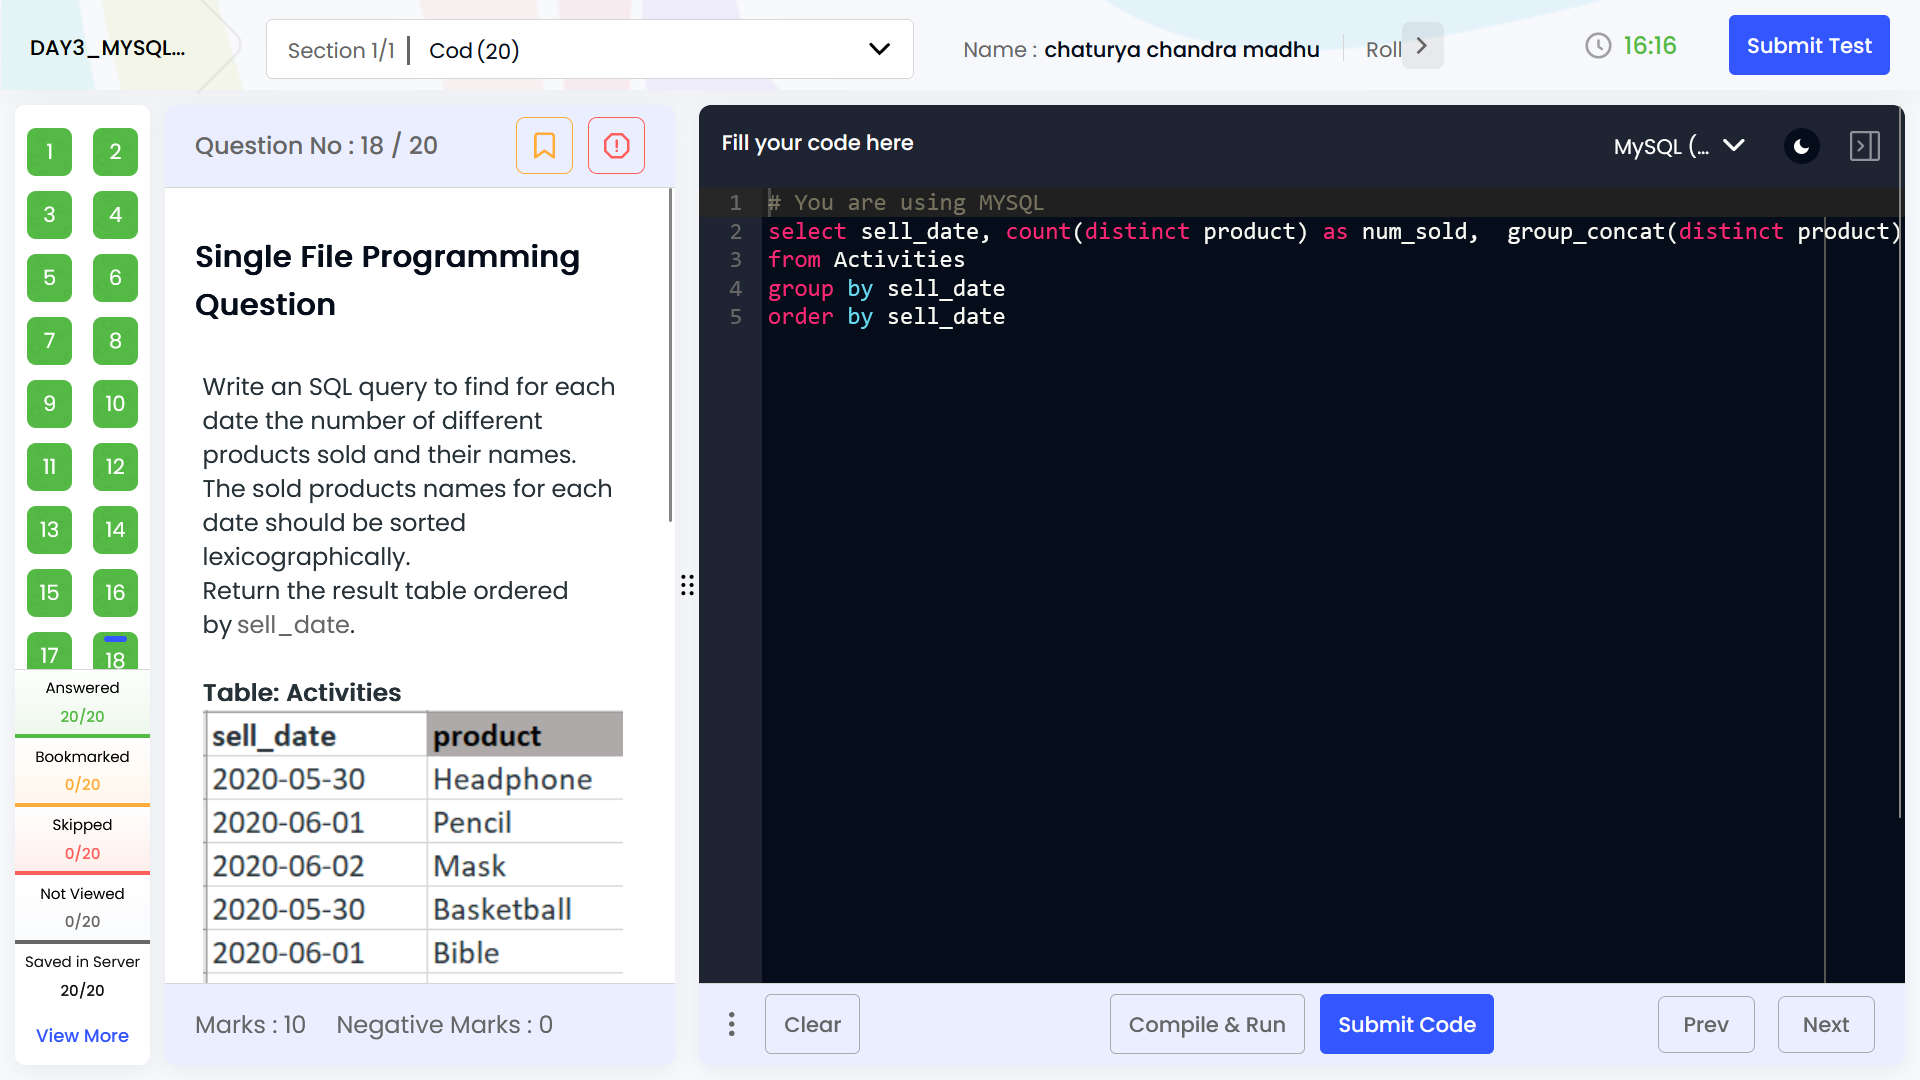 DAY3_MYSQL...
Section 1/1 | Cod (20)
Name : chaturya chandra madhu
Roll
16:16
Submit Test
1 2
3 4
5 6
7 8
9 10
11 12
13 14
15 16
17 18
Answered
20/20
Bookmarked
0/20
Skipped
0/20
Not Viewed
0/20
Saved in Server
20/20
View More
Question No : 18 / 20
Single File Programming
Question
Write an SQL query to find for each
date the number of different
products sold and their names.
The sold products names for each
date should be sorted
lexicographically.
Return the result table ordered
by sell_date.
Table: Activities
sell_date product
2020-05-30 Headphone
2020-06-01 Pencil
2020-06-02 Mask
2020-05-30 Basketball
2020-06-01 Bible
Marks : 10 Negative Marks : 0
Fill your code here
MySQL (...
1 # You are using MYSQL
2 select sell_date, count(distinct product) as num_sold,  group_concat(distinct product)
3 from Activities
4 group by sell_date
5 order by sell_date
Clear
Compile & Run
Submit Code
Prev
Next